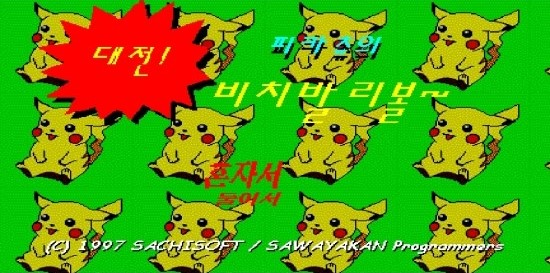 대전!
피카츄의
비치발리볼~
혼자서
둘이서
(C) 1997 SACHISOFT / SAWAYAKAN Programmers